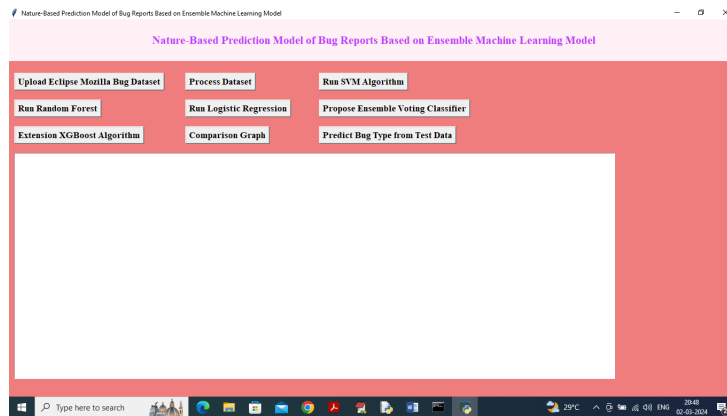 Nature-Based Prediction Model of Bug Reports Based on Ensemble Machine Learning Model
Nature-Based Prediction Model of Bug Reports Based on Ensemble Machine Learning Model
Upload Eclipse Mozilla Bug Dataset Process Dataset Run SVM Algorithm
Run Random Forest Run Logistic Regression Propose Ensemble Voting Classifier
Extension XGBoost Algorithm Comparison Graph Predict Bug Type from Test Data
Type here to search 29°C ENG 20:48
02-03-2024